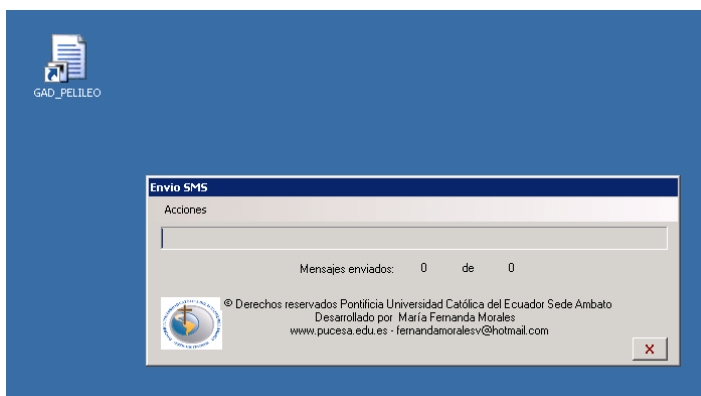 GAD_PELILEO
Envio SMS
Acciones
Mensajes enviados: 0 de 0
© Derechos reservados Pontificia Universidad Católica del Ecuador Sede Ambato
Desarrollado por María Fernanda Morales
www.pucesa.edu.es - fernandamoralesv@hotmail.com